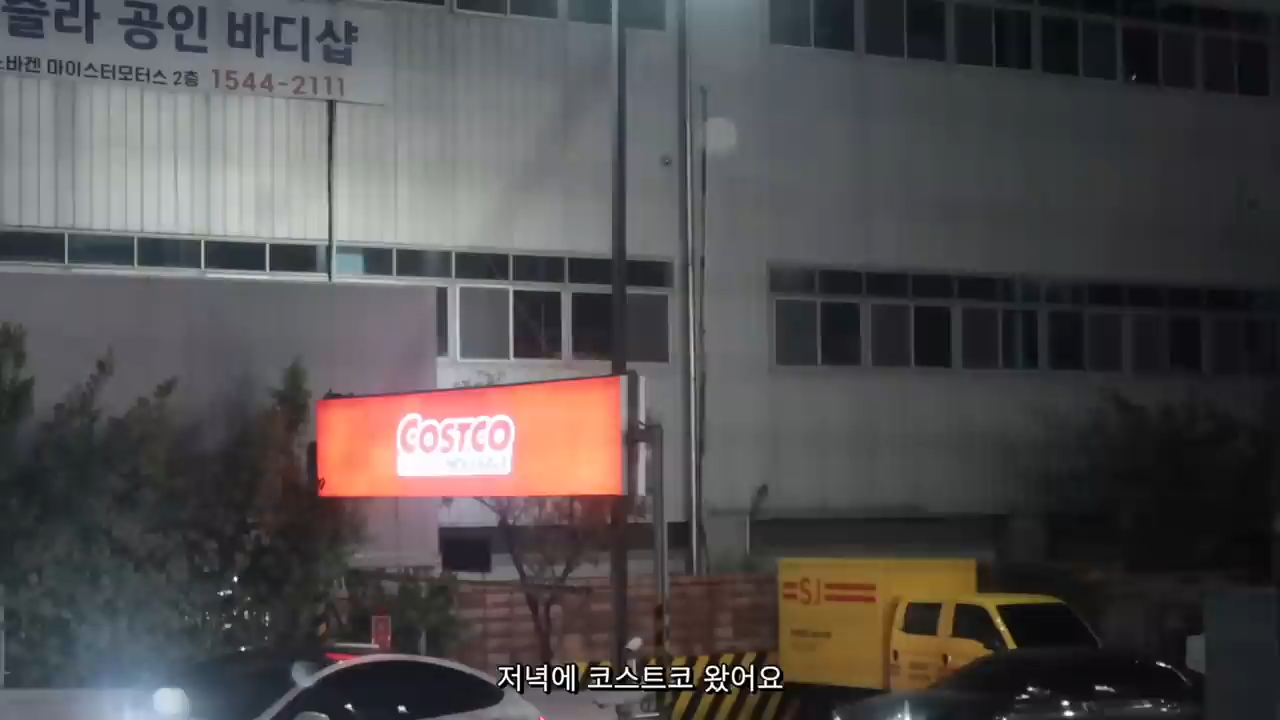 슬라 공인 바디샵
바겐 마이스터모터스 2층 1544-2111
COSTCO
SJ
저녁에 코스트코 왔어요